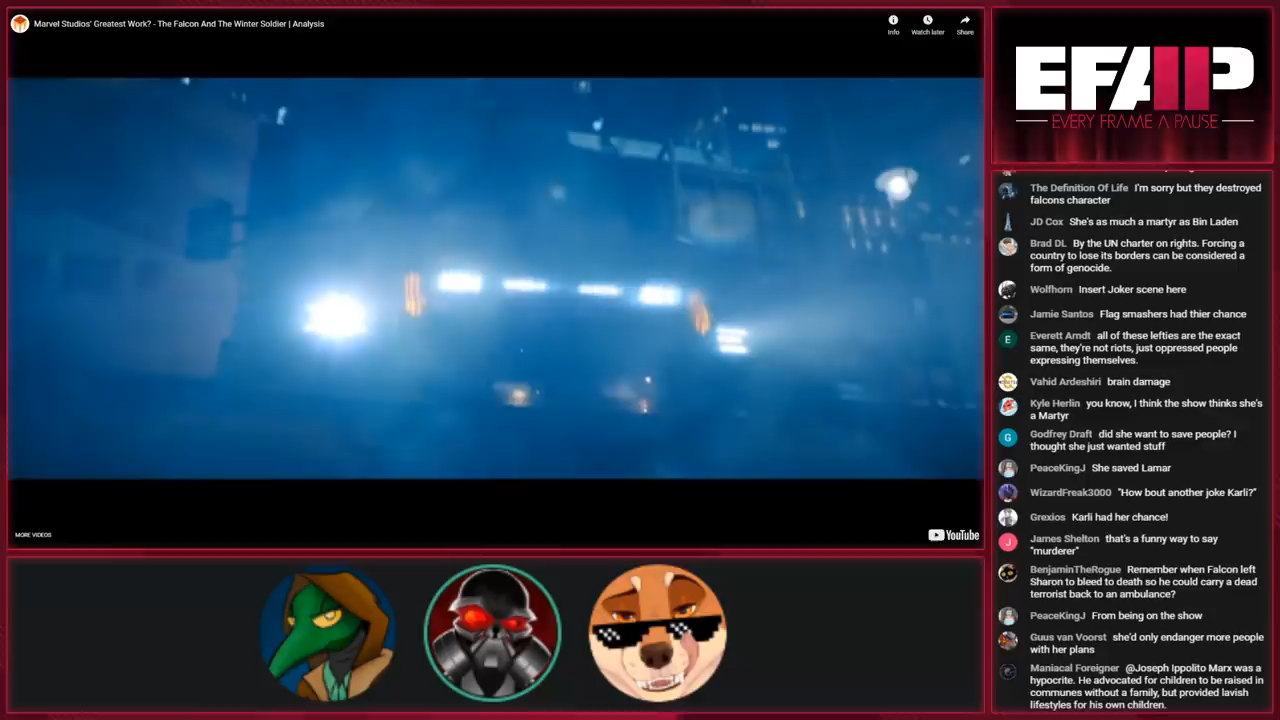 Marvel Studios' Greatest Work? - The Falcon And The Winter Soldier | Analysis
Info
Watch later
Share
MORE VIDEOS
YouTube
EFAP
EVERY FRAME A PAUSE
The Definition Of Life I'm sorry but they destroyed
falcons character
JD Cox She's as much a martyr as Bin Laden
Brad DL By the UN charter on rights. Forcing a
country to lose its borders can be considered a
form of genocide.
Wolfhorn Insert Joker scene here
Jamie Santos Flag smashers had thier chance
E
Everett Arndt all of these lefties are the exact
same, they're not riots, just oppressed people
expressing themselves.
Vahid Ardeshiri brain damage
Kyle Herlin you know, I think the show thinks she's
a Martyr
G
Godfrey Draft did she want to save people? I
thought she just wanted stuff
PeaceKingJ She saved Lamar
WizardFreak3000 "How bout another joke Karli?"
Grexios Karli had her chance!
J
James Shelton that's a funny way to say
"murderer"
BenjaminTheRogue Remember when Falcon left
Sharon to bleed to death so he could carry a dead
terrorist back to an ambulance?
PeaceKingJ From being on the show
Guus van Voorst she'd only endanger more people
with her plans
Maniacal Foreigner @Joseph Ippolito Marx was a
hypocrite. He advocated for children to be raised in
communes without a family, but provided lavish
lifestyles for his own children.